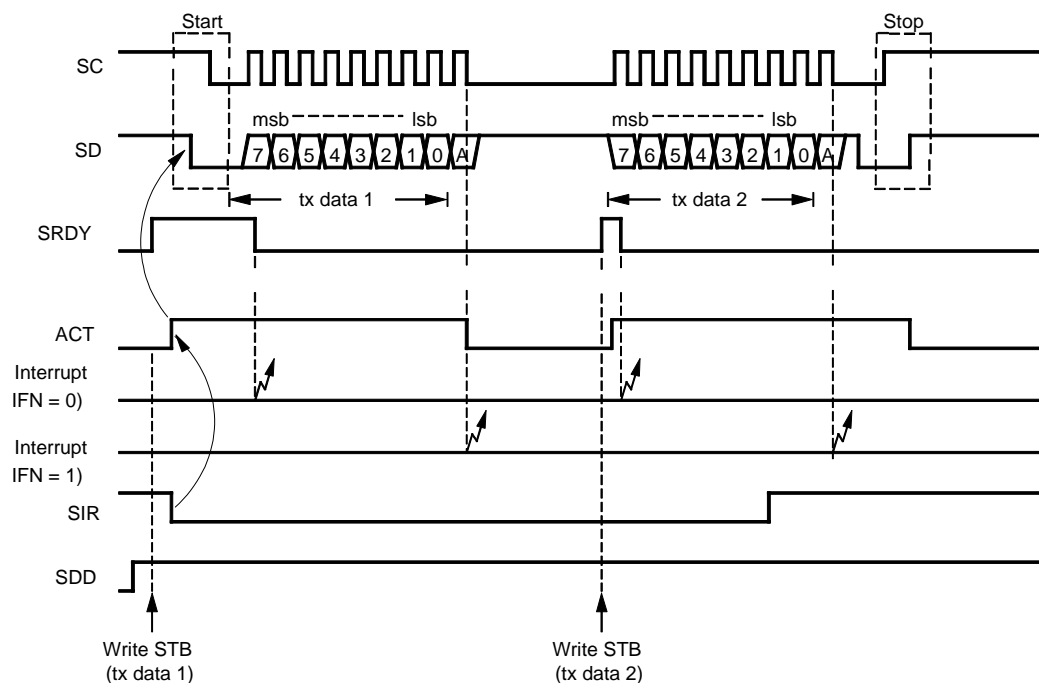 Start
Stop
SC
msb
lsb
msb
lsb
SD
7 6 5 4 3 2 1 0 A
7 6 5 4 3 2 1 0 A
tx data 1
tx data 2
SRDY
ACT
Interrupt
IFN = 0)
Interrupt
IFN = 1)
SIR
SDD
Write STB
(tx data 1)
Write STB
(tx data 2)